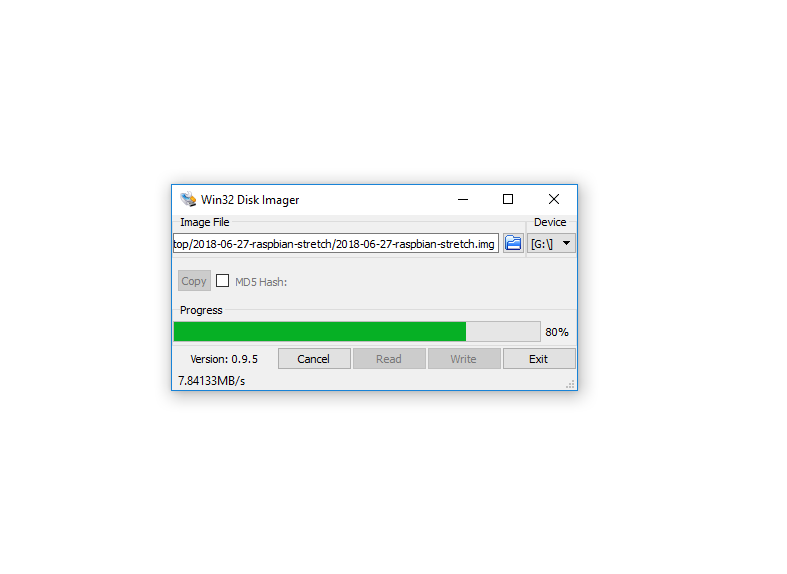 Win32 Disk Imager
Image File
Device
top/2018-06-27-raspbian-stretch/2018-06-27-raspbian-stretch.img
[G:\]
Copy
MD5 Hash:
Progress
80%
Version: 0.9.5
Cancel
Read
Write
Exit
7.84133MB/s